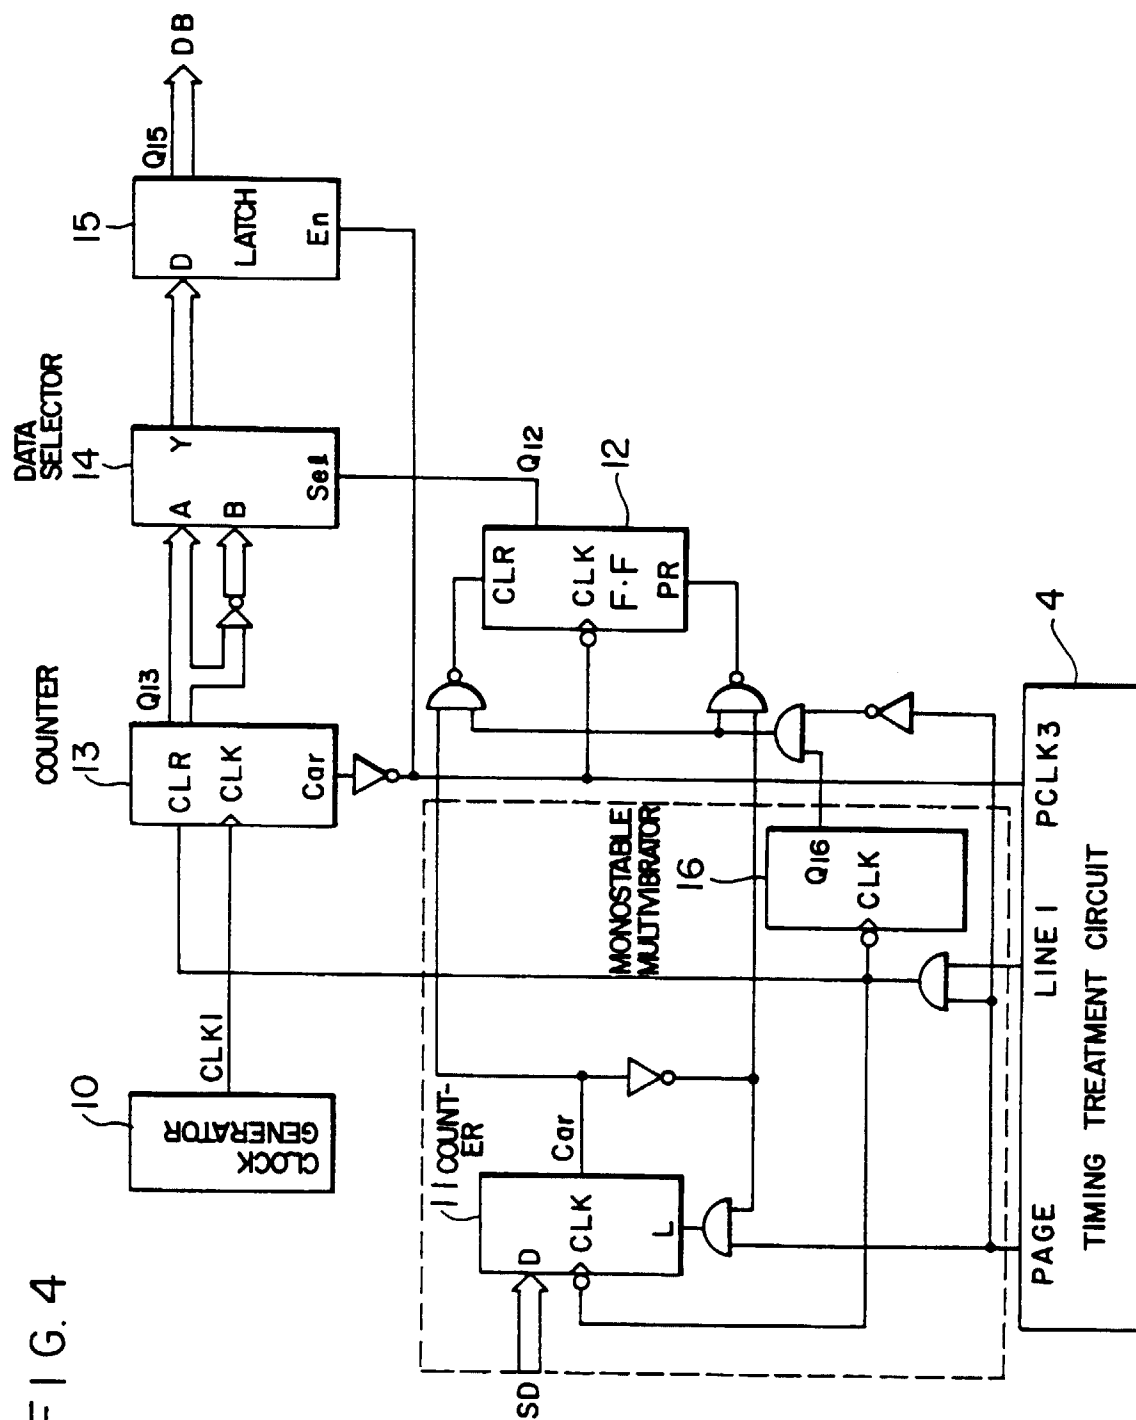 FIG. 4
10
CLOCK
GENERATOR
CLK1
COUNTER
13
CLR
CLK
Car
Q13
DATA
SELECTOR
14
A
B
Y
Sel
15
D
LATCH
En
Q15
DB
SD
11 COUNT-
ER
D
CLK
L
Car
MONOSTABLE
MULTIVIBRATOR
16
Q16
CLK
CLR
CLK
F·F
PR
Q12
12
4
PAGE
LINE 1
PCLK3
TIMING TREATMENT CIRCUIT